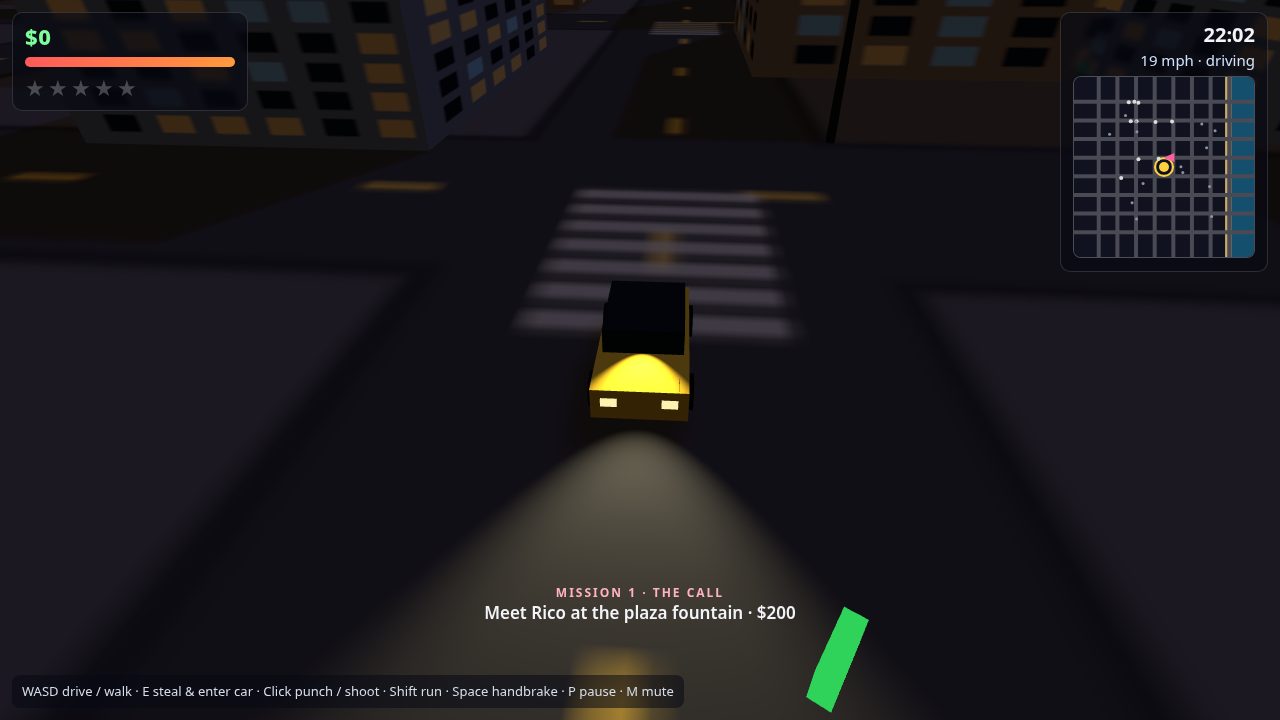 $0
★★★★★
22:02
19 mph · driving
MISSION 1 · THE CALL
Meet Rico at the plaza fountain · $200
WASD drive / walk · E steal & enter car · Click punch / shoot · Shift run · Space handbrake · P pause · M mute